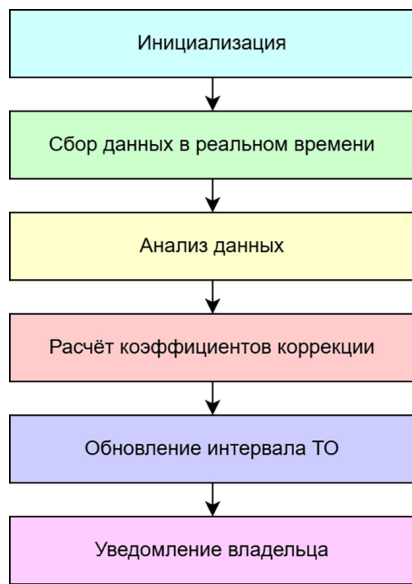 Инициализация
Сбор данных в реальном времени
Анализ данных
Расчёт коэффициентов коррекции
Обновление интервала ТО
Уведомление владельца